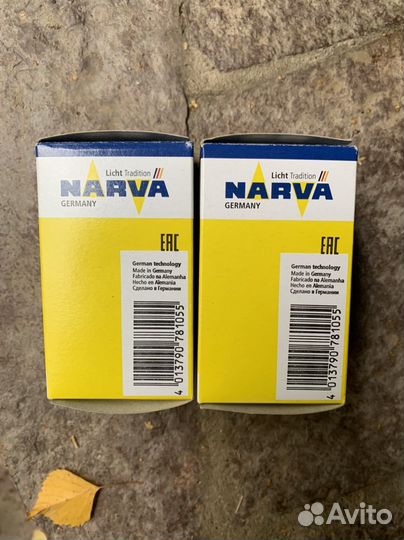 Licht Tradition
NARVA
GERMANY
EAC
German technology
Made in Germany
Fabricado na Alemanha
Hecho en Alemania
Сделано в Германии
4 013790 781055
Licht Tradition
NARVA
GERMANY
EAC
German technology
Made in Germany
Fabricado na Alemanha
Hecho en Alemania
Сделано в Германии
4 013790 781055
Avito